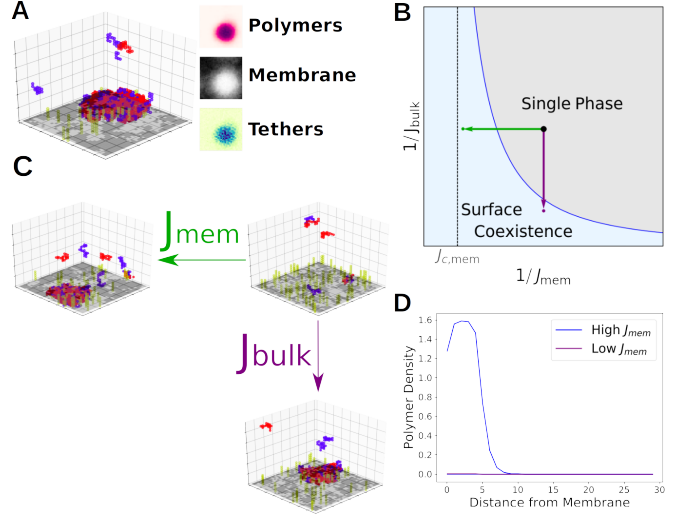 A
Polymers
Membrane
Tethers
B
1/J_bulk
Single Phase
Surface
Coexistence
J_c,mem
1/J_mem
C
J_mem
J_bulk
D
High J_mem
Low J_mem
Polymer Density
1.6
1.4
1.2
1.0
0.8
0.6
0.4
0.2
0.0
0
5
10
15
20
25
30
Distance from Membrane